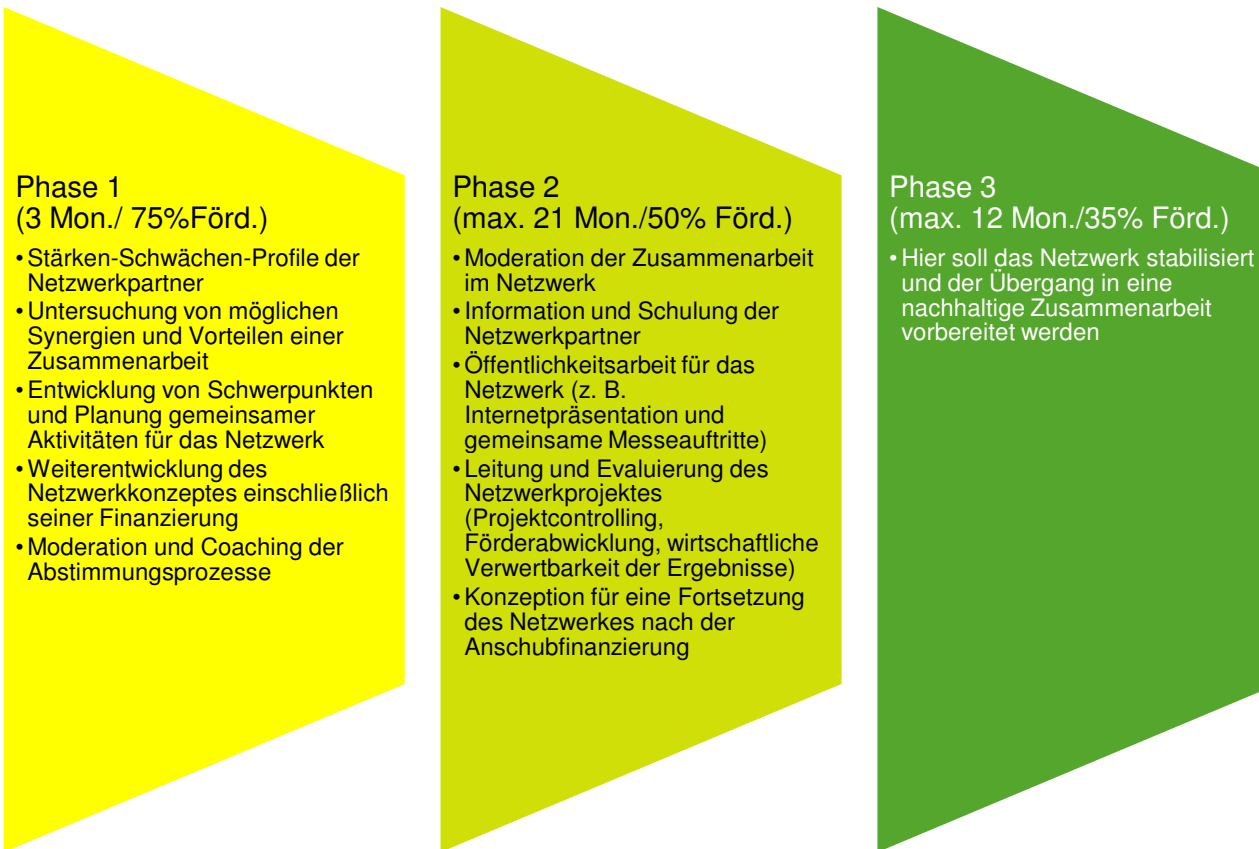 Phase 1
(3 Mon./ 75%Förd.)
• Stärken-Schwächen-Profile der
Netzwerkpartner
• Untersuchung von möglichen
Synergien und Vorteilen einer
Zusammenarbeit
• Entwicklung von Schwerpunkten
und Planung gemeinsamer
Aktivitäten für das Netzwerk
• Weiterentwicklung des
Netzwerkkonzeptes einschließlich
seiner Finanzierung
• Moderation und Coaching der
Abstimmungsprozesse
Phase 2
(max. 21 Mon./50% Förd.)
• Moderation der Zusammenarbeit
im Netzwerk
• Information und Schulung der
Netzwerkpartner
• Öffentlichkeitsarbeit für das
Netzwerk (z. B.
Internetpräsentation und
gemeinsame Messeauftritte)
• Leitung und Evaluierung des
Netzwerkprojektes
(Projektcontrolling,
Förderabwicklung, wirtschaftliche
Verwertbarkeit der Ergebnisse)
• Konzeption für eine Fortsetzung
des Netzwerkes nach der
Anschubfinanzierung
Phase 3
(max. 12 Mon./35% Förd.)
• Hier soll das Netzwerk stabilisiert
und der Übergang in eine
nachhaltige Zusammenarbeit
vorbereitet werden